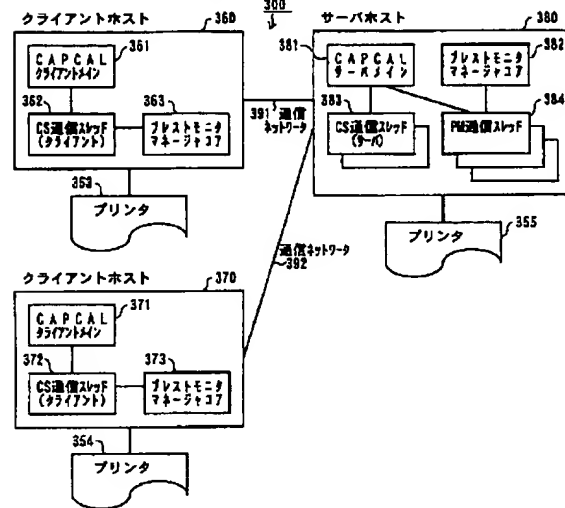 300
クライアントホスト
360
361
CAPCAL
クライアントメイン
362
363
CS通信スレッド
(クライアント)
プレストモニタ
マネージャコア
353
プリンタ
391
通信
ネットワーク
サーバホスト
380
381
CAPCAL
サーバメイン
382
プレストモニタ
マネージャコア
383
CS通信スレッド
(サーバ)
384
PM通信スレッド
355
プリンタ
通信ネットワーク
392
クライアントホスト
370
371
CAPCAL
クライアントメイン
372
373
CS通信スレッド
(クライアント)
プレストモニタ
マネージャコア
354
プリンタ